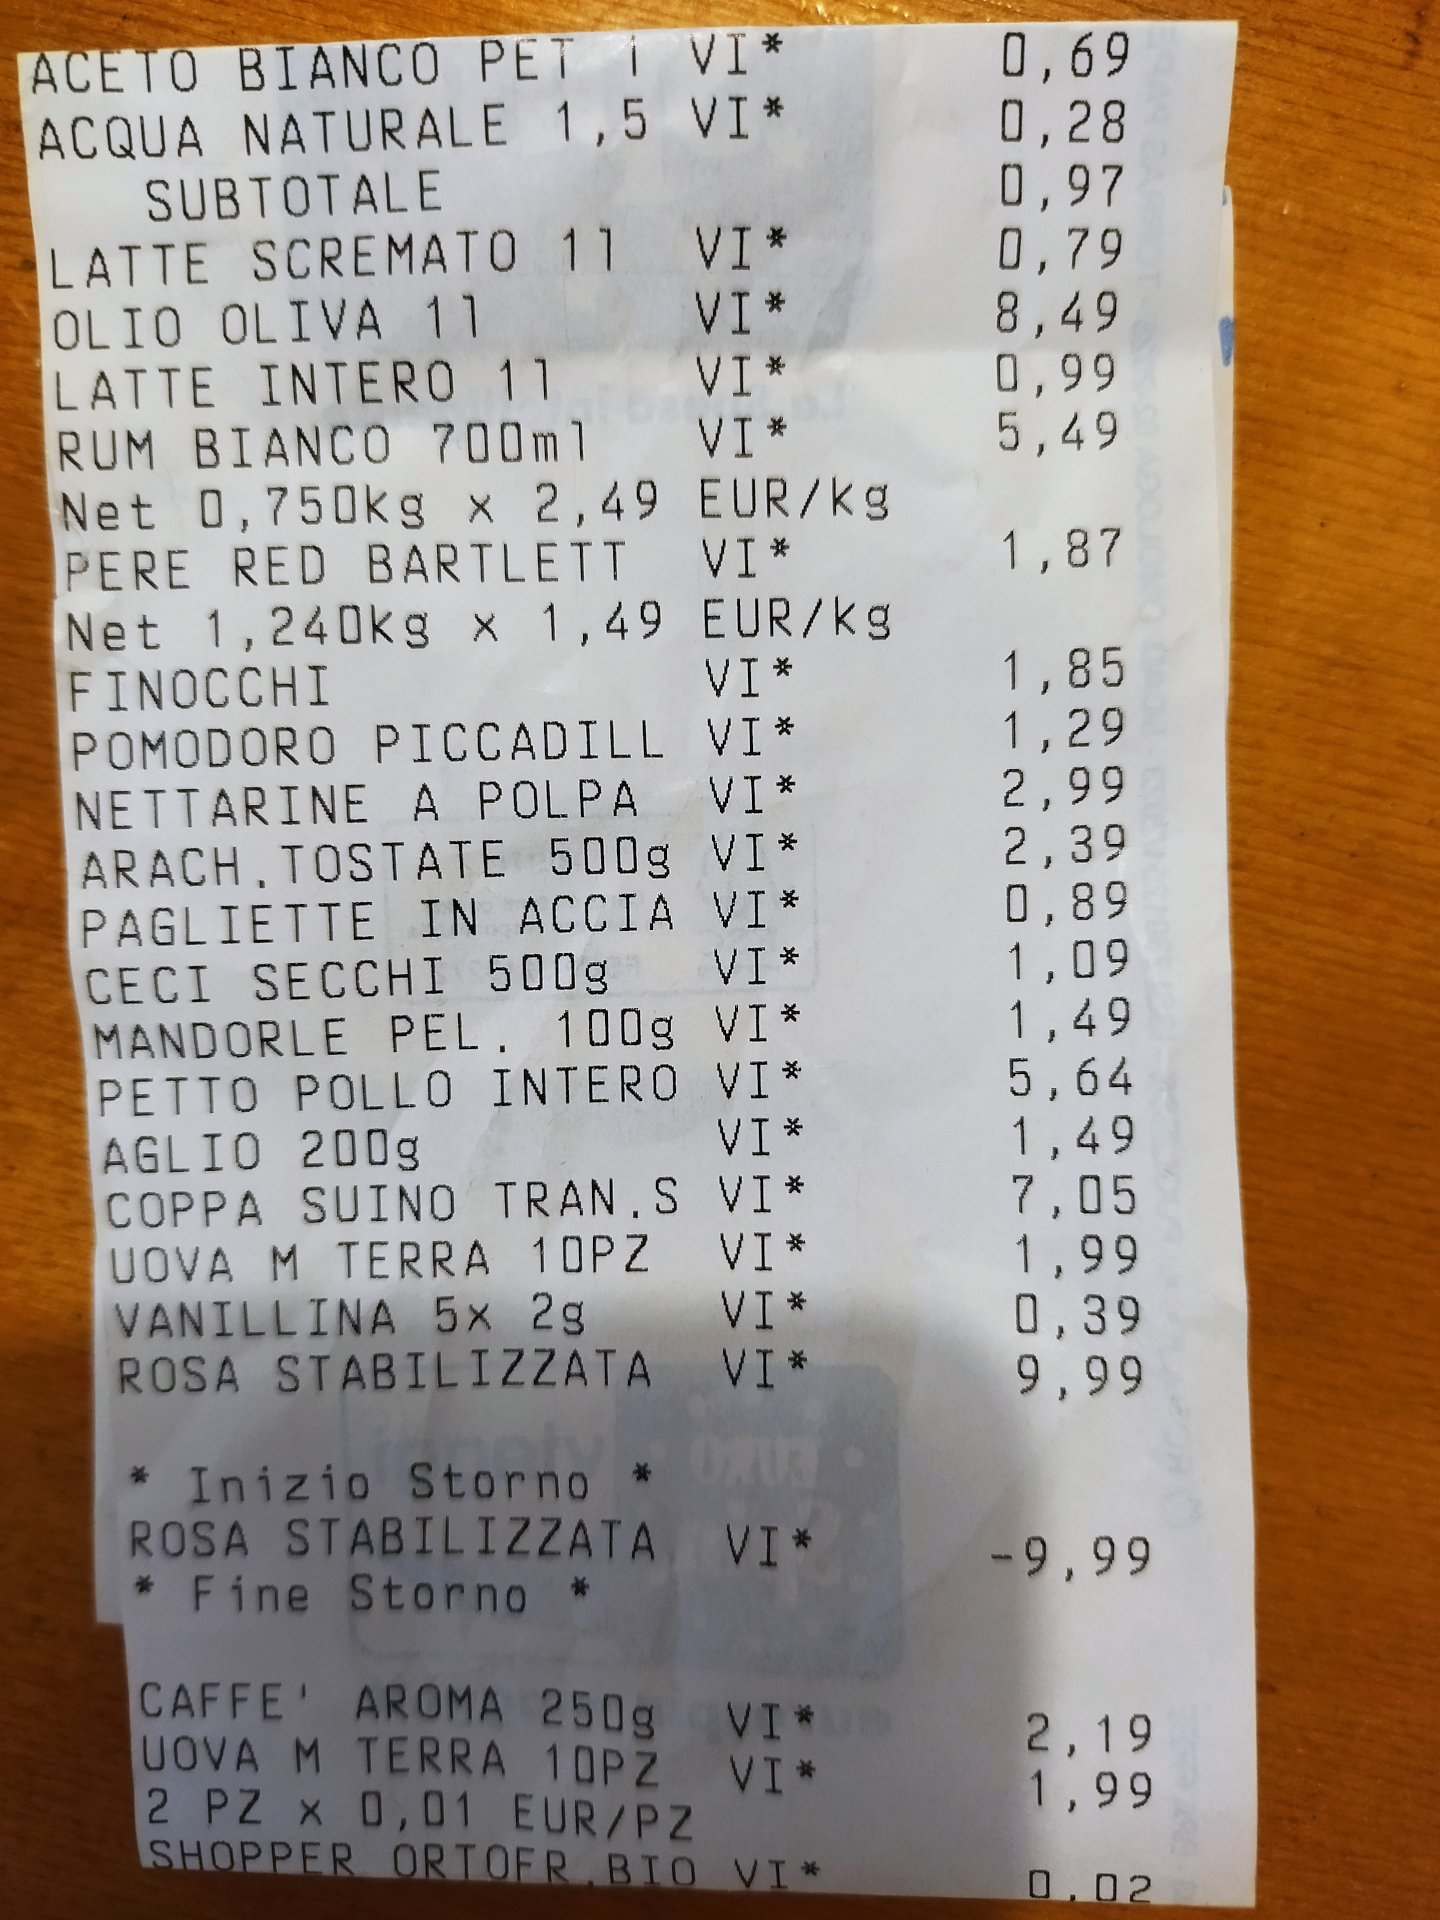 ACETO BIANCO PET 1 VI* 0,69
ACQUA NATURALE 1,5 VI* 0,28
SUBTOTALE 0,97
LATTE SCREMATO 1l VI* 0,79
OLIO OLIVA 1l VI* 8,49
LATTE INTERO 1l VI* 0,99
RUM BIANCO 700ml VI* 5,49
Net 0,750kg x 2,49 EUR/kg
PERE RED BARTLETT VI* 1,87
Net 1,240kg x 1,49 EUR/kg
FINOCCHI VI* 1,85
POMODORO PICCADILL VI* 1,29
NETTARINE A POLPA VI* 2,99
ARACH.TOSTATE 500g VI* 2,39
PAGLIETTE IN ACCIA VI* 0,89
CECI SECCHI 500g VI* 1,09
MANDORLE PEL. 100g VI* 1,49
PETTO POLLO INTERO VI* 5,64
AGLIO 200g VI* 1,49
COPPA SUINO TRAN.S VI* 7,05
UOVA M TERRA 10PZ VI* 1,99
VANILLINA 5x 2g VI* 0,39
ROSA STABILIZZATA VI* 9,99
* Inizio Storno *
ROSA STABILIZZATA VI* -9,99
* Fine Storno *
CAFFE' AROMA 250g VI* 2,19
UOVA M TERRA 10PZ VI* 1,99
2 PZ x 0,01 EUR/PZ
SHOPPER ORTOFR.BIO VI* 0,02